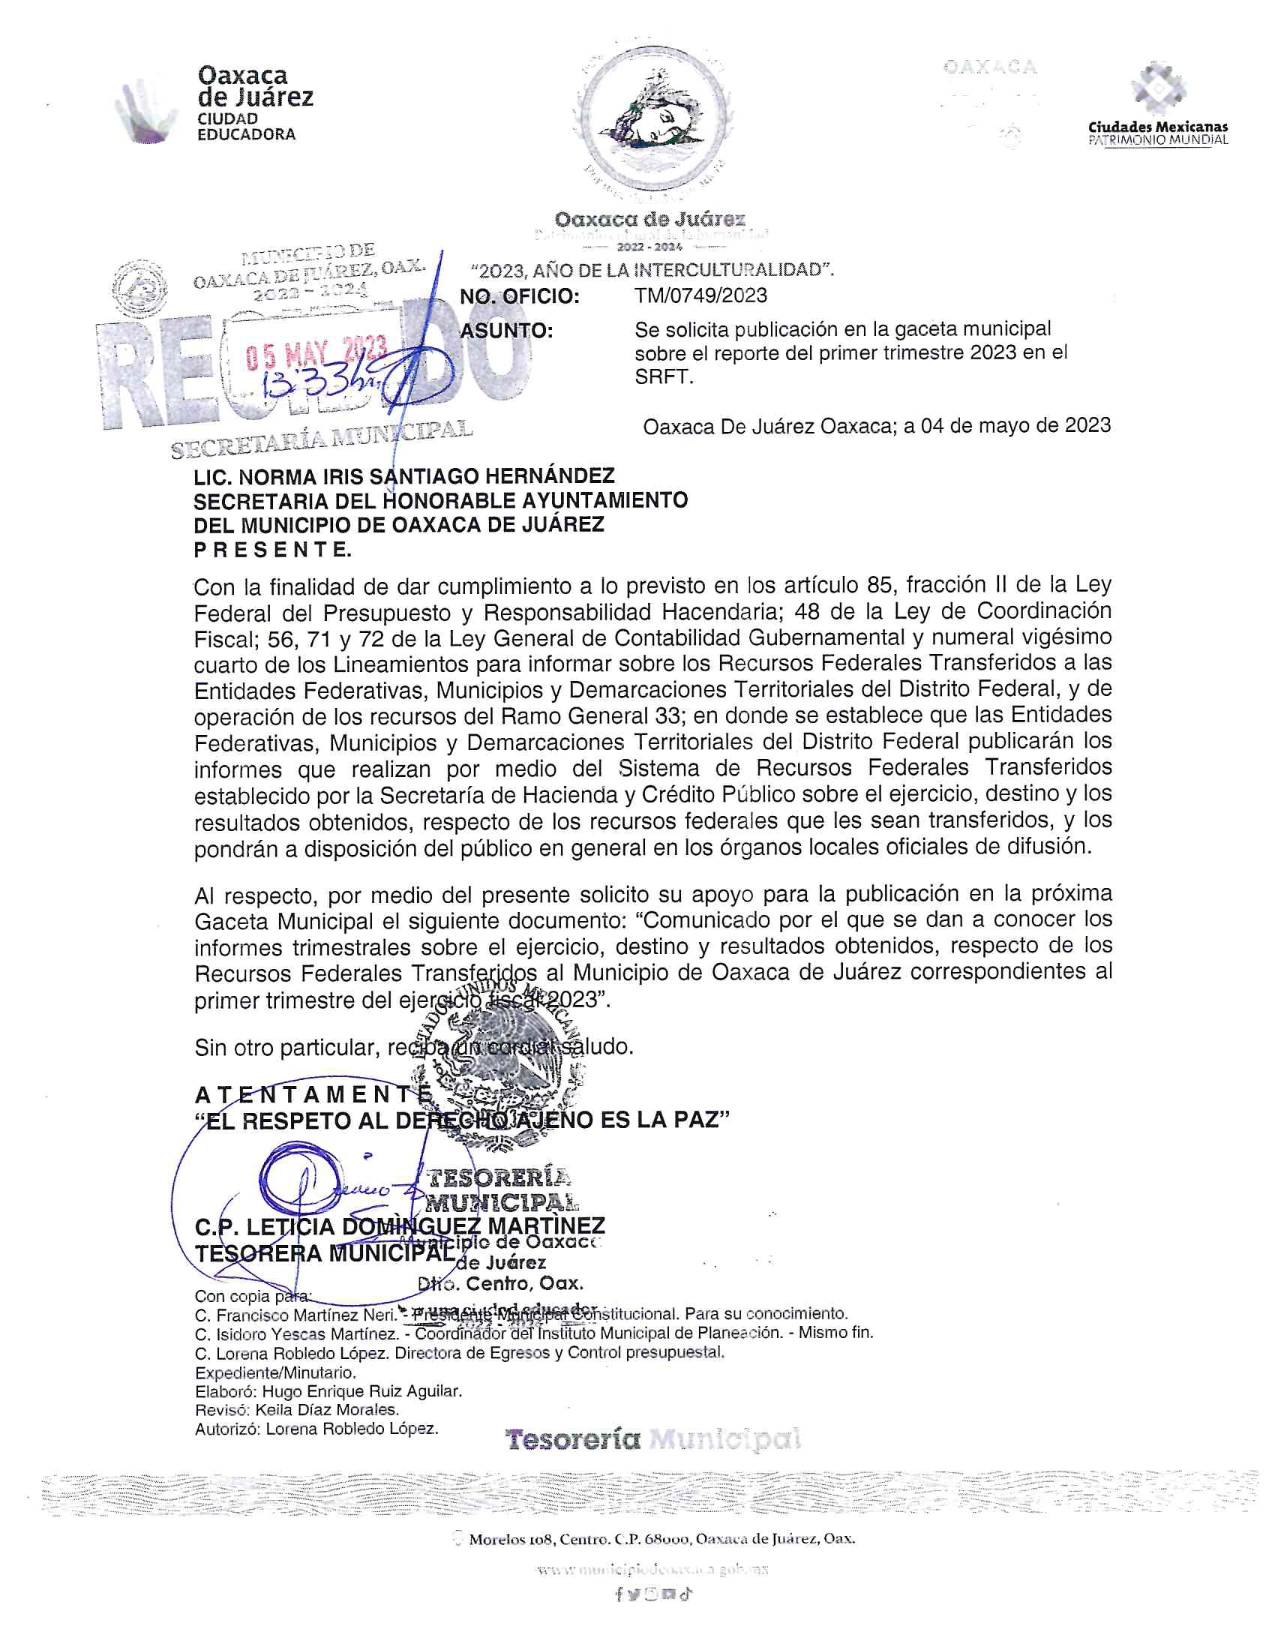 Oaxaca
de Juárez
CIUDAD
EDUCADORA
OAXACA
Ciudades Mexicanas
PATRIMONIO MUNDIAL
Oaxaca de Juárez
2022 - 2024
MUNICIPIO DE
OAXACA DE JUÁREZ, OAX.
2022 - 2024
RECIBIDO
05 MAY 2023
13:33 hr.
SECRETARÍA MUNICIPAL
"2023, AÑO DE LA INTERCULTURALIDAD".
NO. OFICIO: TM/0749/2023
ASUNTO: Se solicita publicación en la gaceta municipal
sobre el reporte del primer trimestre 2023 en el
SRFT.
Oaxaca De Juárez Oaxaca; a 04 de mayo de 2023
LIC. NORMA IRIS SANTIAGO HERNÁNDEZ
SECRETARIA DEL HONORABLE AYUNTAMIENTO
DEL MUNICIPIO DE OAXACA DE JUÁREZ
P R E S E N T E.
Con la finalidad de dar cumplimiento a lo previsto en los artículo 85, fracción II de la Ley
Federal del Presupuesto y Responsabilidad Hacendaria; 48 de la Ley de Coordinación
Fiscal; 56, 71 y 72 de la Ley General de Contabilidad Gubernamental y numeral vigésimo
cuarto de los Lineamientos para informar sobre los Recursos Federales Transferidos a las
Entidades Federativas, Municipios y Demarcaciones Territoriales del Distrito Federal, y de
operación de los recursos del Ramo General 33; en donde se establece que las Entidades
Federativas, Municipios y Demarcaciones Territoriales del Distrito Federal publicarán los
informes que realizan por medio del Sistema de Recursos Federales Transferidos
establecido por la Secretaría de Hacienda y Crédito Público sobre el ejercicio, destino y los
resultados obtenidos, respecto de los recursos federales que les sean transferidos, y los
pondrán a disposición del público en general en los órganos locales oficiales de difusión.
Al respecto, por medio del presente solicito su apoyo para la publicación en la próxima
Gaceta Municipal el siguiente documento: "Comunicado por el que se dan a conocer los
informes trimestrales sobre el ejercicio, destino y resultados obtenidos, respecto de los
Recursos Federales Transferidos al Municipio de Oaxaca de Juárez correspondientes al
primer trimestre del ejercicio fiscal 2023".
ESTADOS UNIDOS MEXICANOS
Sin otro particular, reciba un cordial saludo.
A T E N T A M E N T E
"EL RESPETO AL DERECHO AJENO ES LA PAZ"
TESORERÍA
MUNICIPAL
C.P. LETICIA DOMÌNGUEZ MARTÌNEZ
TESORERA MUNICIPAL
Municipio de Oaxaca
de Juárez
Dtto. Centro, Oax.
Con copia para:
C. Francisco Martínez Neri. - Presidente Municipal Constitucional. Para su conocimiento.
C. Isidoro Yescas Martínez. - Coordinador del Instituto Municipal de Planeación. - Mismo fin.
C. Lorena Robledo López. Directora de Egresos y Control presupuestal.
Expediente/Minutario.
Elaboró: Hugo Enrique Ruiz Aguilar.
Revisó: Keila Díaz Morales.
Autorizó: Lorena Robledo López.
Tesorería Municipal
Morelos 108, Centro. C.P. 68000, Oaxaca de Juárez, Oax.
www.municipiodeoaxaca.gob.mx